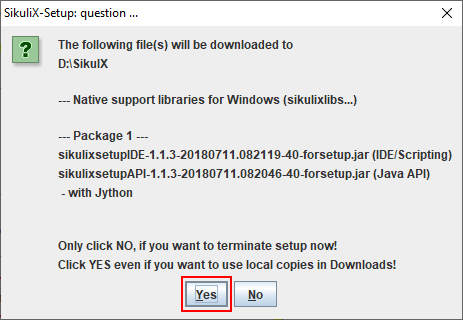 SikuliX-Setup: question ...
?
The following file(s) will be downloaded to
D:\SikulX
--- Native support libraries for Windows (sikulixlibs...)
--- Package 1 ---
sikulixsetupIDE-1.1.3-20180711.082119-40-forsetup.jar (IDE/Scripting)
sikulixsetupAPI-1.1.3-20180711.082046-40-forsetup.jar (Java API)
- with Jython
Only click NO, if you want to terminate setup now!
Click YES even if you want to use local copies in Downloads!
Yes No